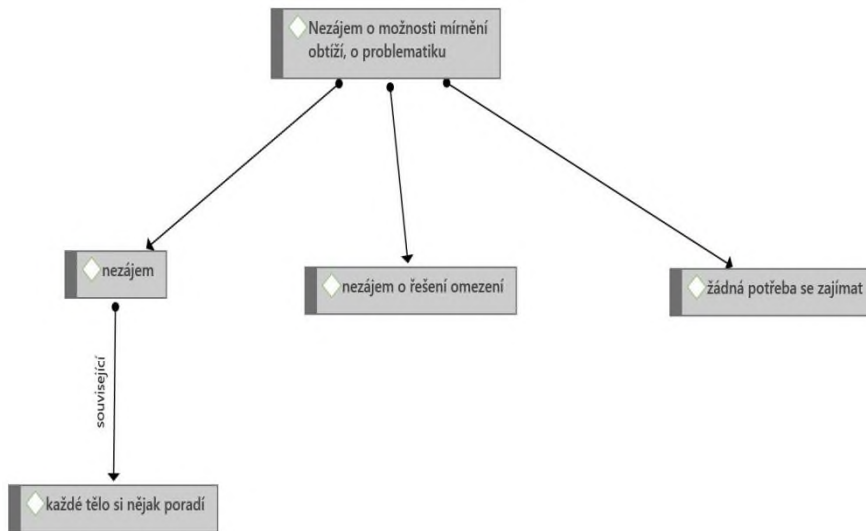 Nezájem o možnosti mírnění
obtíží, o problematiku
nezájem
nezájem o řešení omezení
žádná potřeba se zajímat
související
každé tělo si nějak poradí